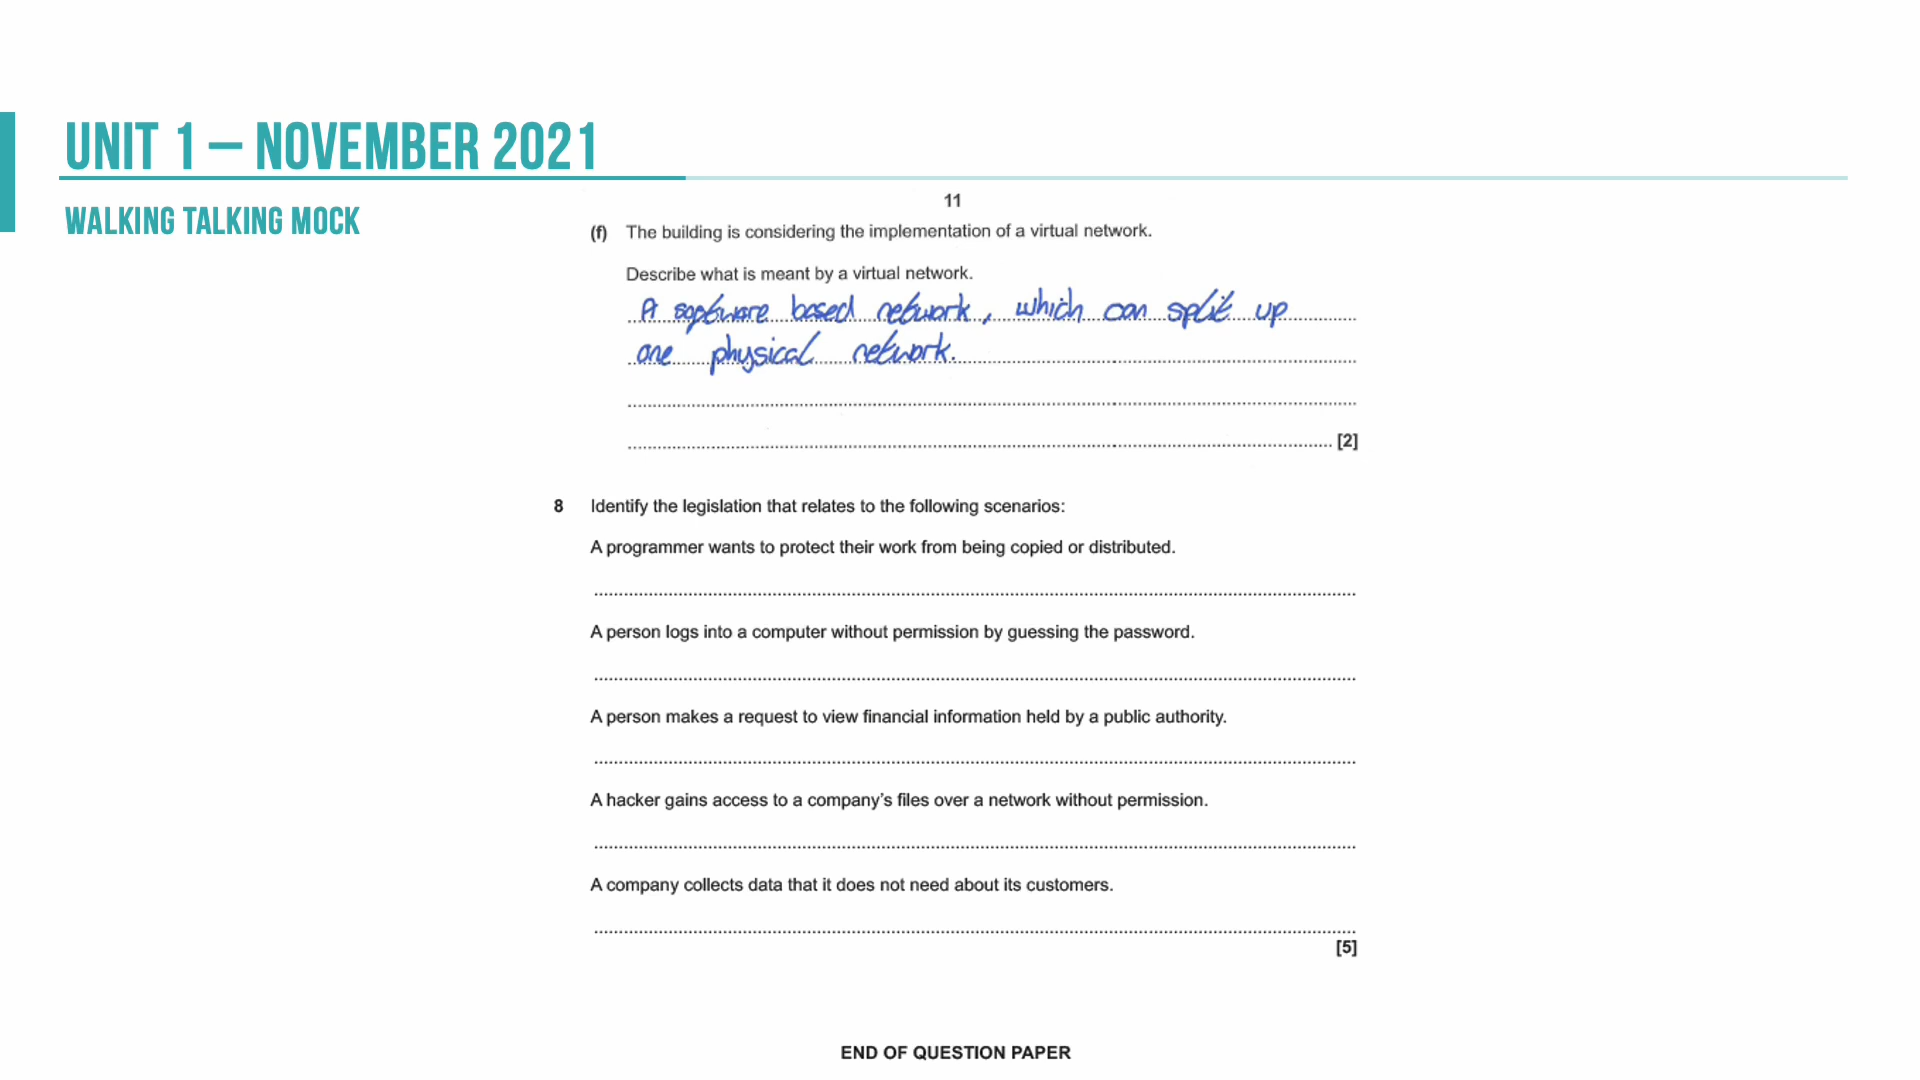 UNIT 1 – NOVEMBER 2021
WALKING TALKING MOCK
11
(f) The building is considering the implementation of a virtual network.
Describe what is meant by a virtual network.
A software based network, which can split up
one physical network.
[2]
8 Identify the legislation that relates to the following scenarios:
A programmer wants to protect their work from being copied or distributed.
A person logs into a computer without permission by guessing the password.
A person makes a request to view financial information held by a public authority.
A hacker gains access to a company's files over a network without permission.
A company collects data that it does not need about its customers.
[5]
END OF QUESTION PAPER